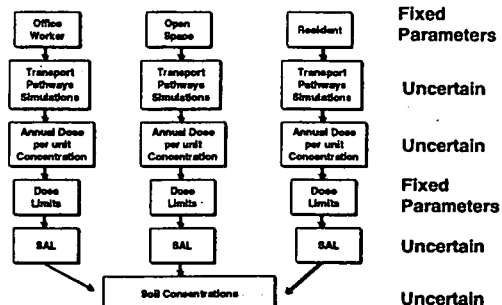 Office
Worker
Open
Space
Resident
Fixed
Parameters
Transport
Pathways
Simulations
Transport
Pathways
Simulations
Transport
Pathways
Simulations
Uncertain
Annual Dose
per unit
Concentration
Annual Dose
per unit
Concentration
Annual Dose
per unit
Concentration
Uncertain
Dose
Limits
Dose
Limits
Dose
Limits
Fixed
Parameters
SAL
SAL
SAL
Uncertain
Soil Concentrations
Uncertain